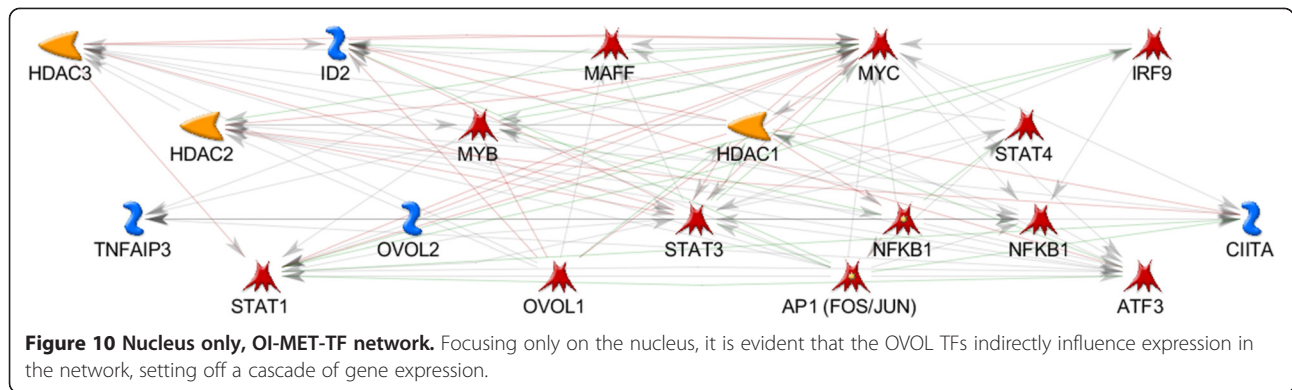 HDAC3 ID2 MAFF MYC IRF9
HDAC2 MYB HDAC1 STAT4
TNFAIP3 OVOL2 STAT3 NFKB1 NFKB1 CIITA
STAT1 OVOL1 AP1 (FOS/JUN) ATF3
Figure 10 Nucleus only, OI-MET-TF network. Focusing only on the nucleus, it is evident that the OVOL TFs indirectly influence expression in
the network, setting off a cascade of gene expression.